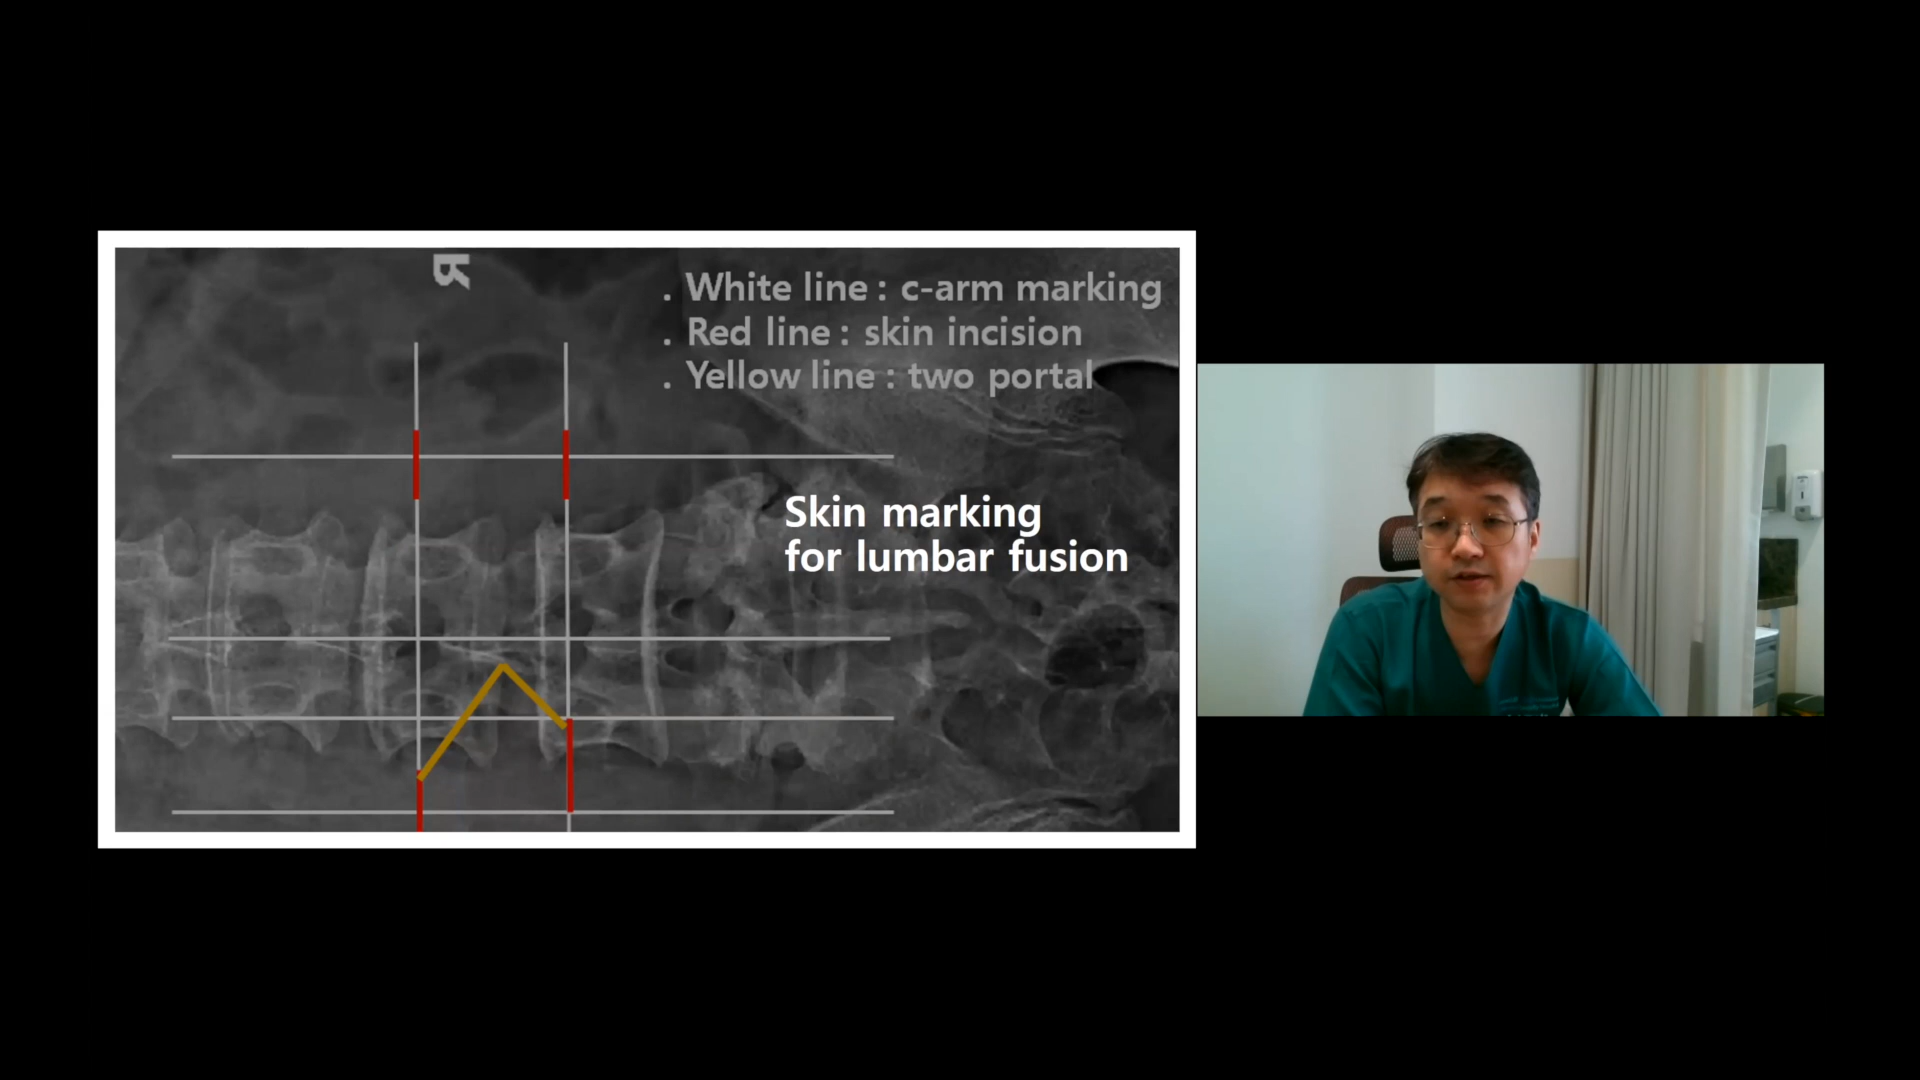 R
. White line : c-arm marking
. Red line : skin incision
. Yellow line : two portal
Skin marking
for lumbar fusion